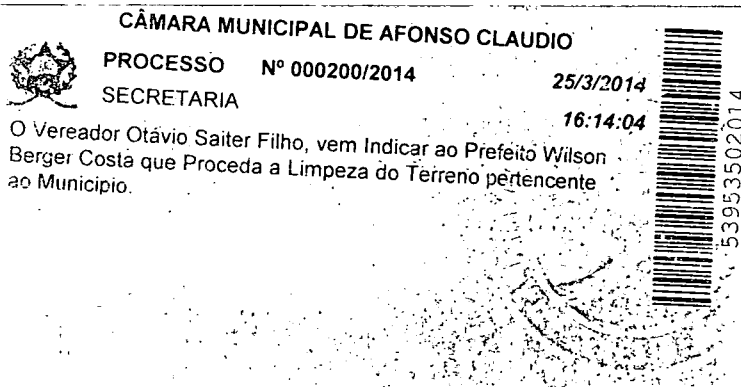 CÂMARA MUNICIPAL DE AFONSO CLAUDIO
PROCESSO Nº 000200/2014 25/3/2014
SECRETARIA 16:14:04
O Vereador Otávio Saiter Filho, vem Indicar ao Prefeito Wilson
Berger Costa que Proceda a Limpeza do Terreno pertencente
ao Municipio.
53953502014